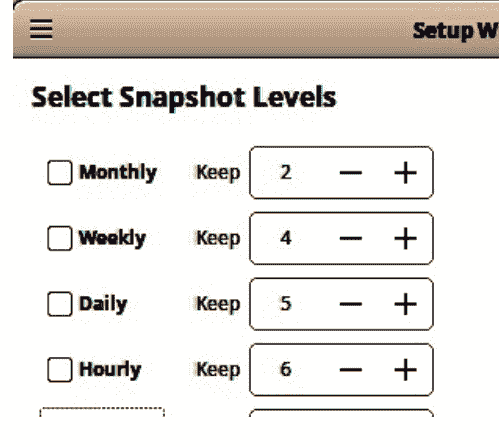 Setup W
Select Snapshot Levels
Monthly Keep 2 − +
Weekly Keep 4 − +
Daily Keep 5 − +
Hourly Keep 6 − +